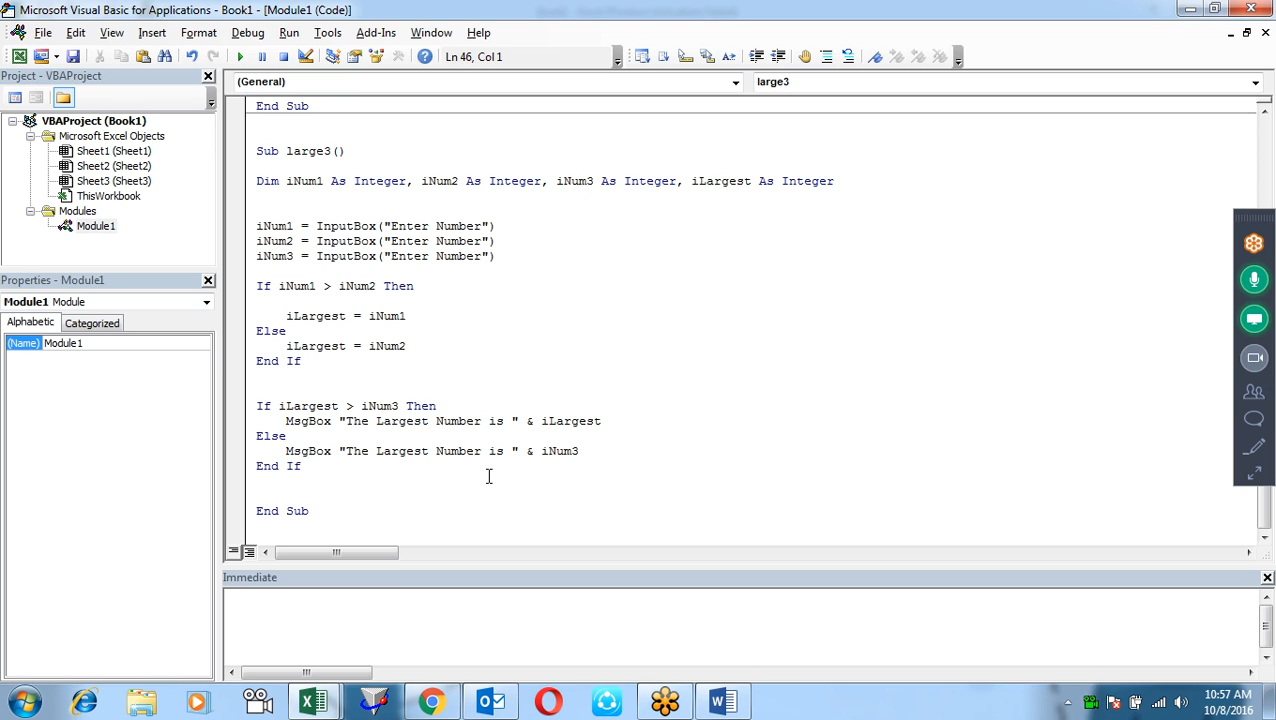 Microsoft Visual Basic for Applications - Book1 - [Module1 (Code)]
File Edit View Insert Format Debug Run Tools Add-Ins Window Help
Ln 46, Col 1
Project - VBAProject
(General)
large3
VBAProject (Book1)
Microsoft Excel Objects
Sheet1 (Sheet1)
Sheet2 (Sheet2)
Sheet3 (Sheet3)
ThisWorkbook
Modules
Module1
Properties - Module1
Module1 Module
Alphabetic Categorized
(Name) Module1
End Sub
Sub large3()
Dim iNum1 As Integer, iNum2 As Integer, iNum3 As Integer, iLargest As Integer
iNum1 = InputBox("Enter Number")
iNum2 = InputBox("Enter Number")
iNum3 = InputBox("Enter Number")
If iNum1 > iNum2 Then
iLargest = iNum1
Else
iLargest = iNum2
End If
If iLargest > iNum3 Then
MsgBox "The Largest Number is " & iLargest
Else
MsgBox "The Largest Number is " & iNum3
End If
End Sub
Immediate
10:57 AM
10/8/2016